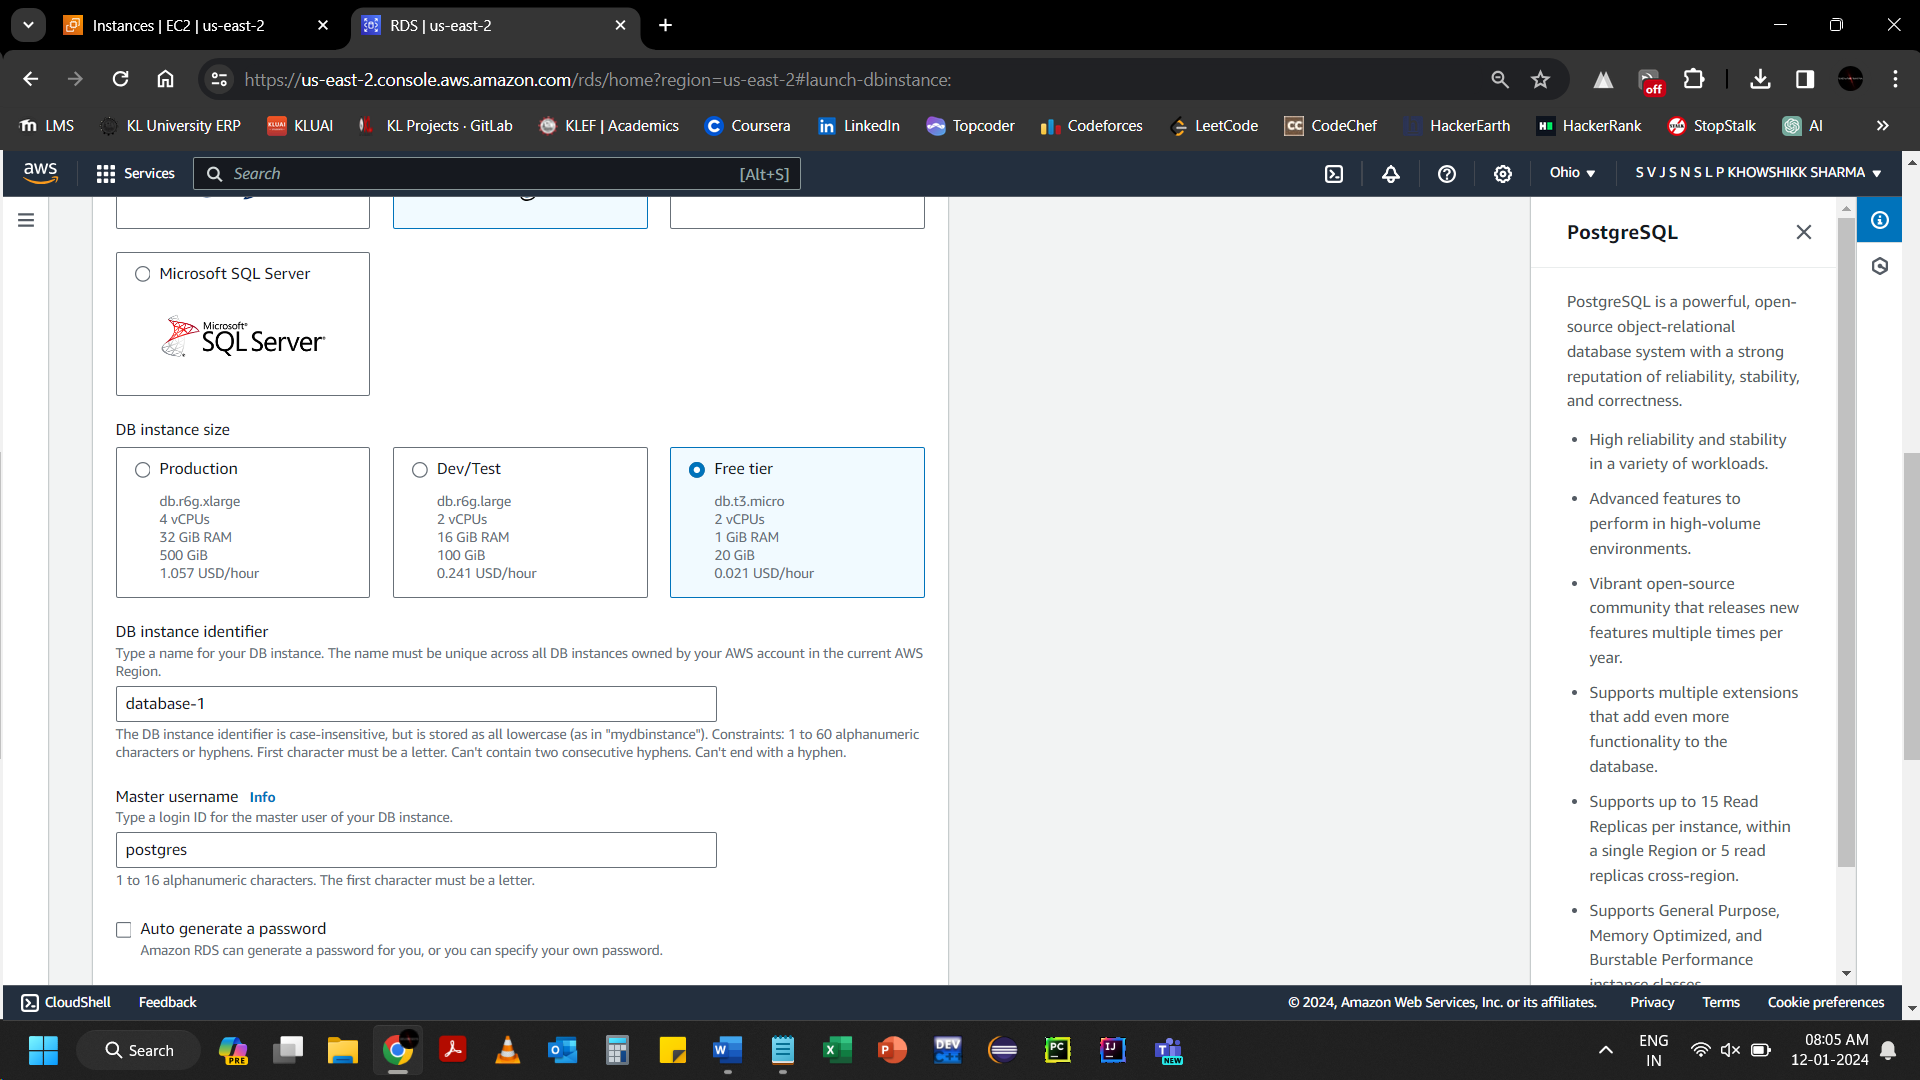 Instances | EC2 | us-east-2
RDS | us-east-2
https://us-east-2.console.aws.amazon.com/rds/home?region=us-east-2#launch-dbinstance:
off
LMS
KL University ERP
KLUAI
KL Projects · GitLab
KLEF | Academics
Coursera
LinkedIn
Topcoder
Codeforces
LeetCode
CodeChef
HackerEarth
HackerRank
StopStalk
AI
aws
Services
Search
[Alt+S]
Ohio
S V J S N S L P KHOWSHIKK SHARMA
Microsoft SQL Server
Microsoft®
SQL Server®
DB instance size
Production
db.r6g.xlarge
4 vCPUs
32 GiB RAM
500 GiB
1.057 USD/hour
Dev/Test
db.r6g.large
2 vCPUs
16 GiB RAM
100 GiB
0.241 USD/hour
Free tier
db.t3.micro
2 vCPUs
1 GiB RAM
20 GiB
0.021 USD/hour
DB instance identifier
Type a name for your DB instance. The name must be unique across all DB instances owned by your AWS account in the current AWS
Region.
database-1
The DB instance identifier is case-insensitive, but is stored as all lowercase (as in "mydbinstance"). Constraints: 1 to 60 alphanumeric
characters or hyphens. First character must be a letter. Can't contain two consecutive hyphens. Can't end with a hyphen.
Master username Info
Type a login ID for the master user of your DB instance.
postgres
1 to 16 alphanumeric characters. The first character must be a letter.
Auto generate a password
Amazon RDS can generate a password for you, or you can specify your own password.
PostgreSQL
PostgreSQL is a powerful, open-
source object-relational
database system with a strong
reputation of reliability, stability,
and correctness.
• High reliability and stability
in a variety of workloads.
• Advanced features to
perform in high-volume
environments.
• Vibrant open-source
community that releases new
features multiple times per
year.
• Supports multiple extensions
that add even more
functionality to the
database.
• Supports up to 15 Read
Replicas per instance, within
a single Region or 5 read
replicas cross-region.
• Supports General Purpose,
Memory Optimized, and
Burstable Performance
instance classes.
CloudShell
Feedback
© 2024, Amazon Web Services, Inc. or its affiliates.
Privacy
Terms
Cookie preferences
Search
PRE
DEV
C++
PC
IJ
NEW
ENG
IN
08:05 AM
12-01-2024